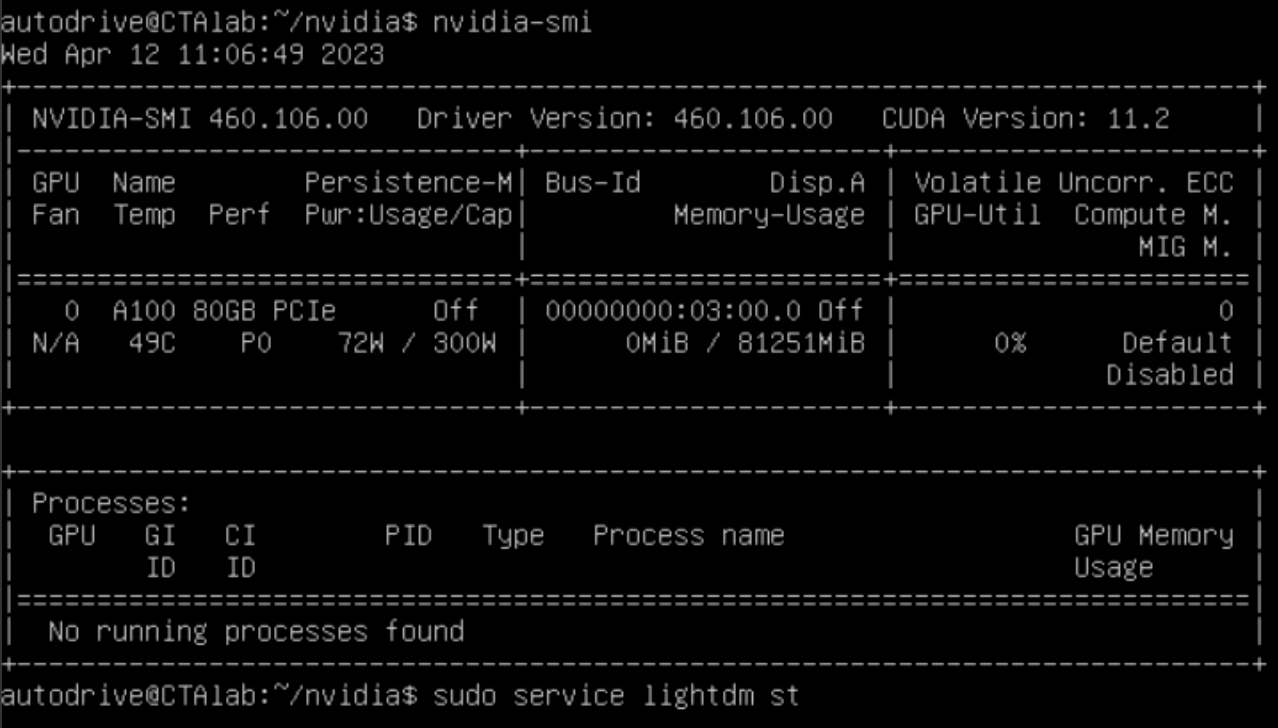 autodrive@CTAlab:~/nvidia$ nvidia-smi
Wed Apr 12 11:06:49 2023
+-----------------------------------------------------------------------------+
| NVIDIA-SMI 460.106.00   Driver Version: 460.106.00   CUDA Version: 11.2     |
|-------------------------------+----------------------+----------------------+
| GPU  Name        Persistence-M| Bus-Id        Disp.A | Volatile Uncorr. ECC |
| Fan  Temp  Perf  Pwr:Usage/Cap|         Memory-Usage | GPU-Util  Compute M. |
|                               |                      |               MIG M. |
|===============================+======================+======================|
|   0  A100 80GB PCIe      Off  | 00000000:03:00.0 Off |                    0 |
| N/A   49C    P0    72W / 300W |      0MiB / 81251MiB |      0%      Default |
|                               |                      |             Disabled |
+-------------------------------+----------------------+----------------------+

+-----------------------------------------------------------------------------+
| Processes:                                                                  |
|  GPU   GI   CI        PID   Type   Process name                  GPU Memory |
|        ID   ID                                                   Usage      |
|=============================================================================|
|  No running processes found                                                 |
+-----------------------------------------------------------------------------+
autodrive@CTAlab:~/nvidia$ sudo service lightdm st